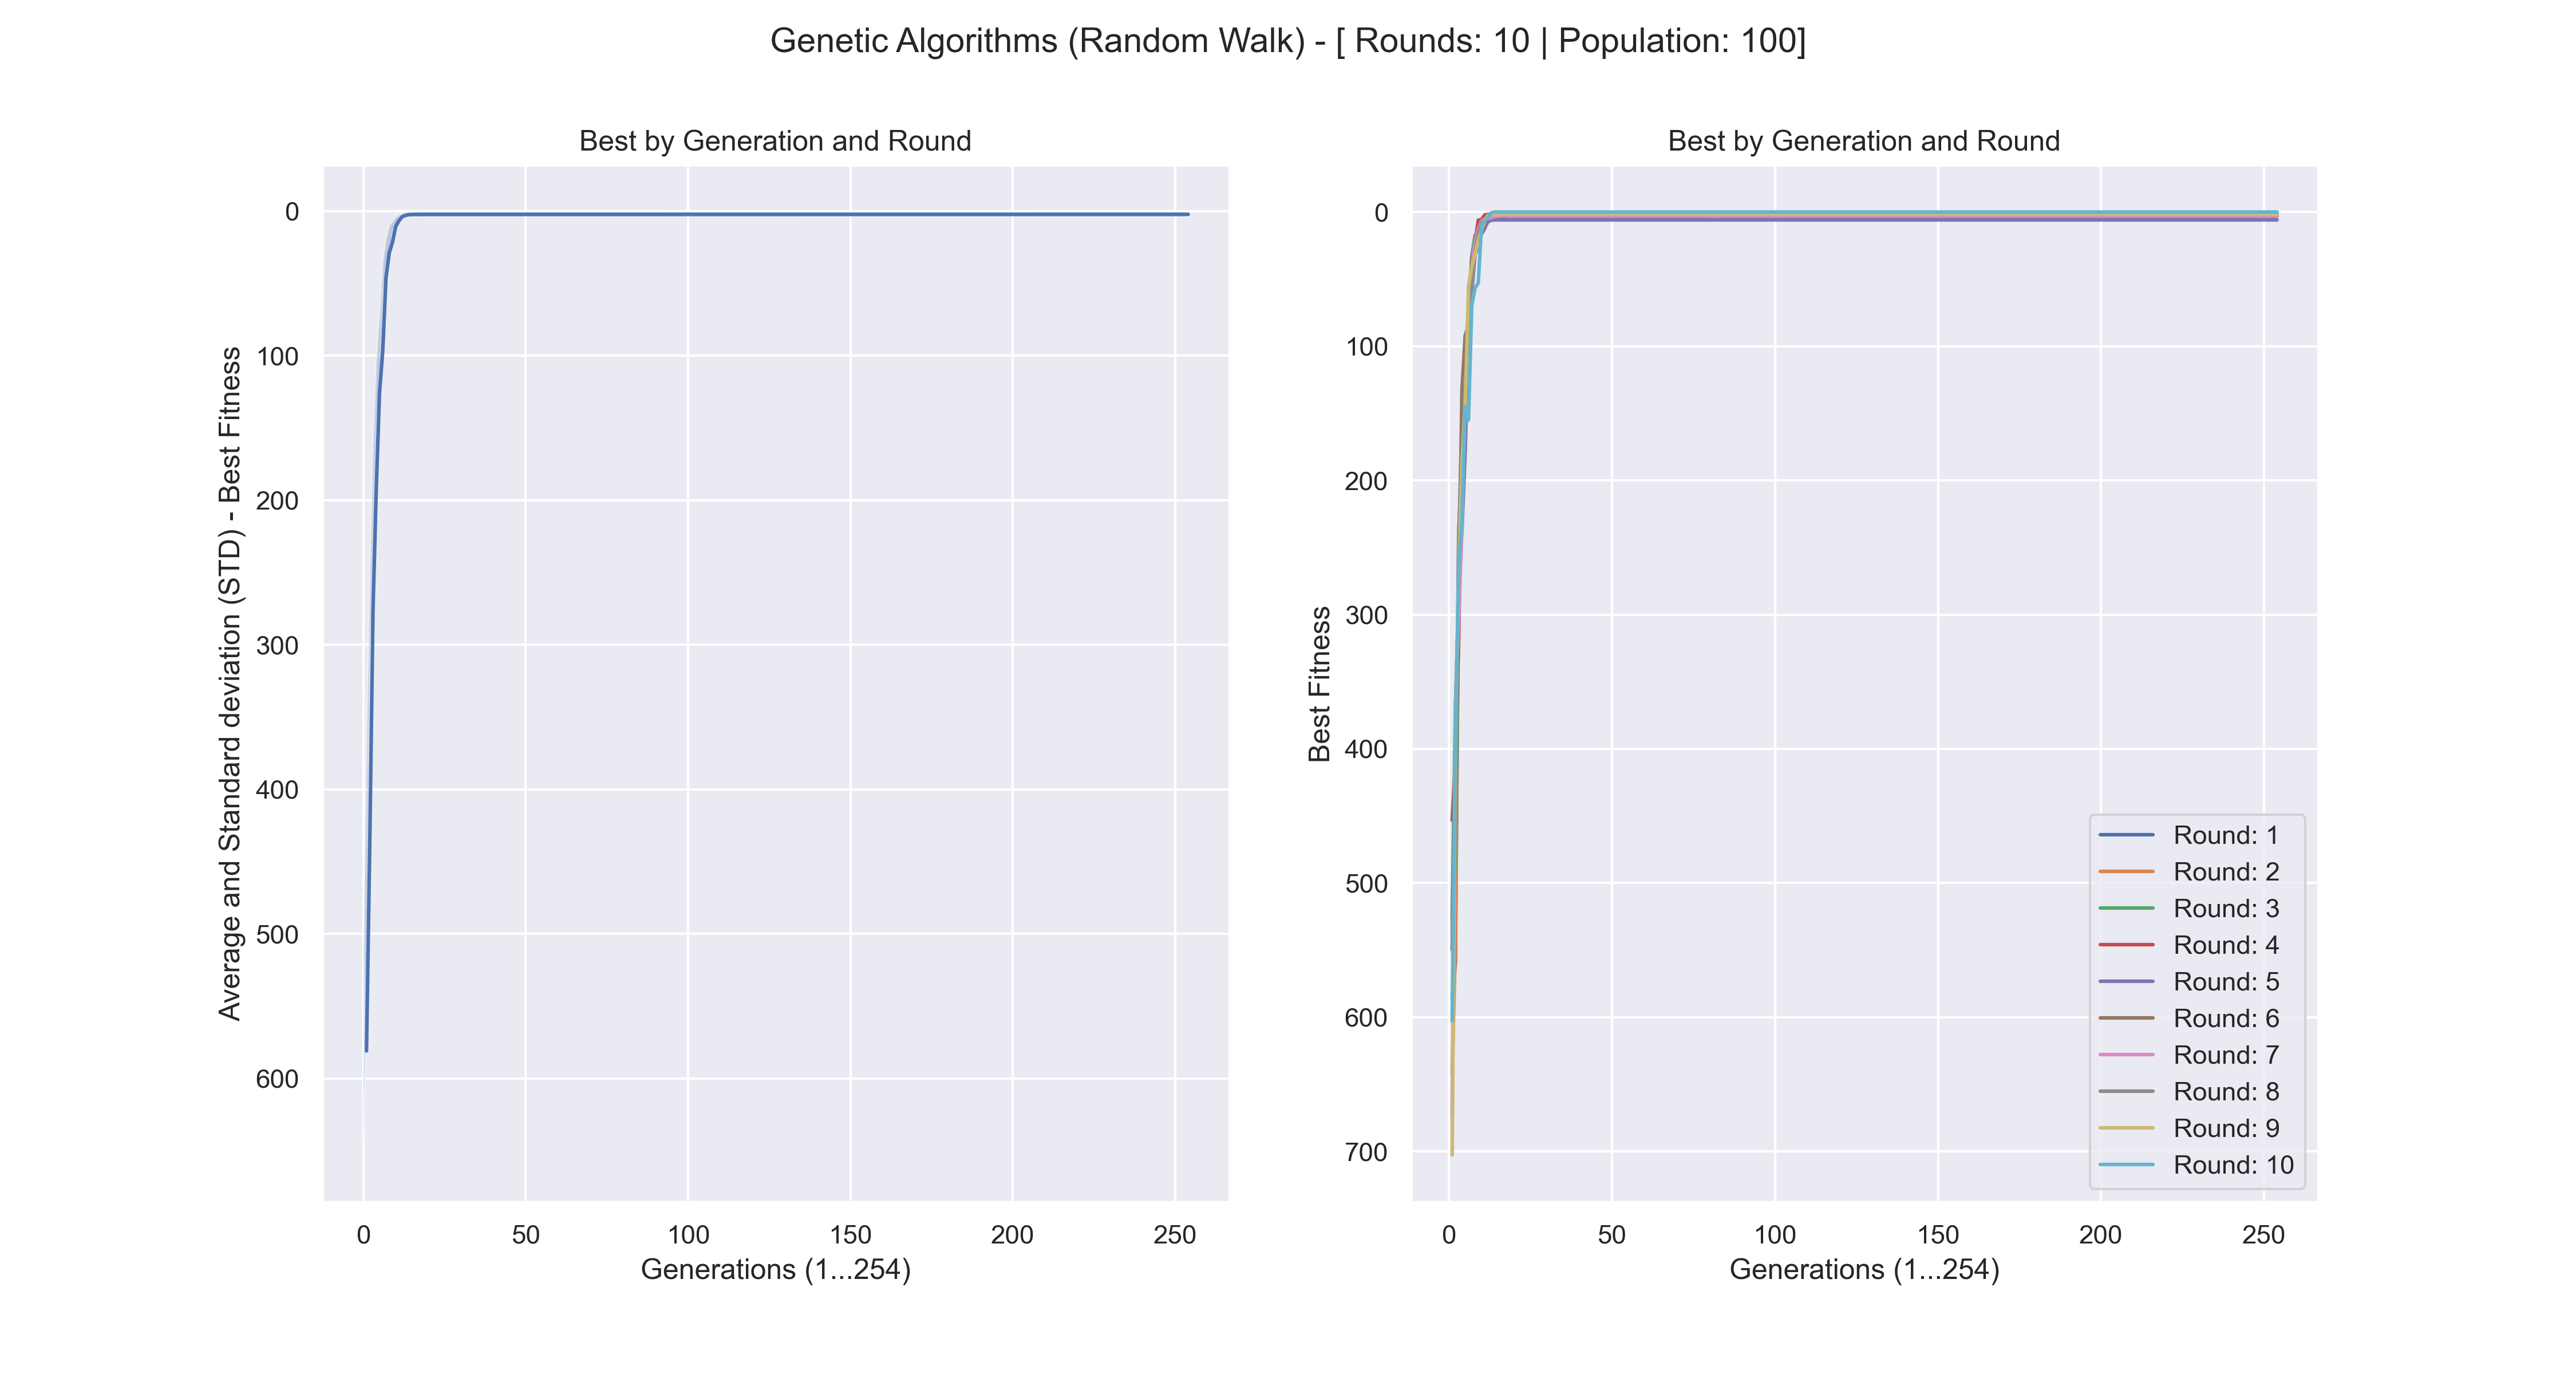 Genetic Algorithms (Random Walk) - [ Rounds: 10 | Population: 100]
Best by Generation and Round
Average and Standard deviation (STD) - Best Fitness
0
100
200
300
400
500
600
0 50 100 150 200 250
Generations (1...254)
Best by Generation and Round
Best Fitness
0
100
200
300
400
500
600
700
Round: 1
Round: 2
Round: 3
Round: 4
Round: 5
Round: 6
Round: 7
Round: 8
Round: 9
Round: 10
0 50 100 150 200 250
Generations (1...254)